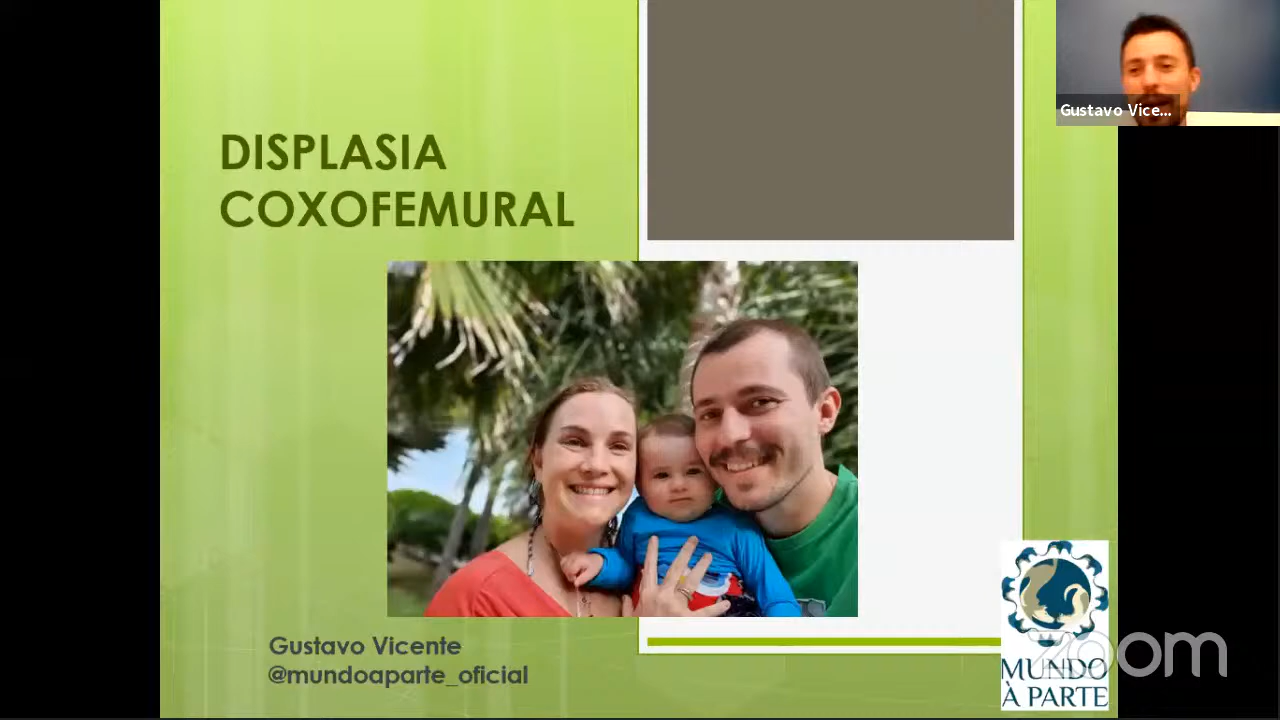 DISPLASIA
COXOFEMURAL
Gustavo Vice...
Gustavo Vicente
@mundoaparte_oficial
MUNDO
À PARTE
zoom